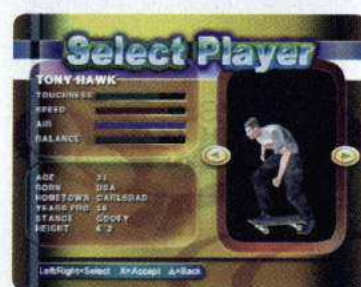 Select Player
TONY HAWK
TOUGHNESS
SPEED
AIR
BALANCE
AGE 31
BORN USA
HOMETOWN CARLSBAD
YEARS PRO 16
STANCE GOOFY
HEIGHT 6'2
Left/Right=Select X=Accept △=Back